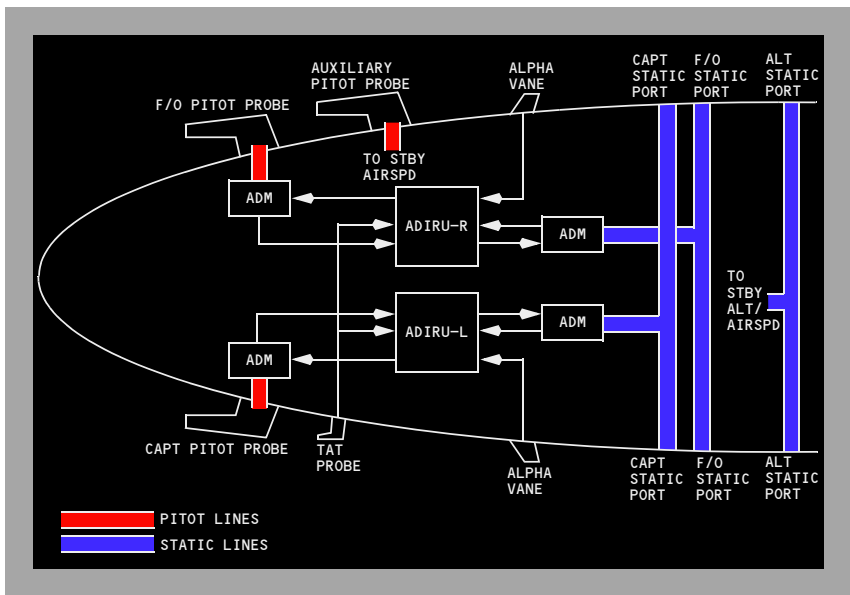 AUXILIARY
PITOT PROBE
F/O PITOT PROBE
ALPHA
VANE
CAPT
STATIC
PORT
F/O
STATIC
PORT
ALT
STATIC
PORT
TO STBY
AIRSPD
ADM
ADIRU-R
ADM
TO
STBY
ALT/
AIRSPD
ADIRU-L
ADM
ADM
CAPT PITOT PROBE
TAT
PROBE
ALPHA
VANE
CAPT
STATIC
PORT
F/O
STATIC
PORT
ALT
STATIC
PORT
PITOT LINES
STATIC LINES